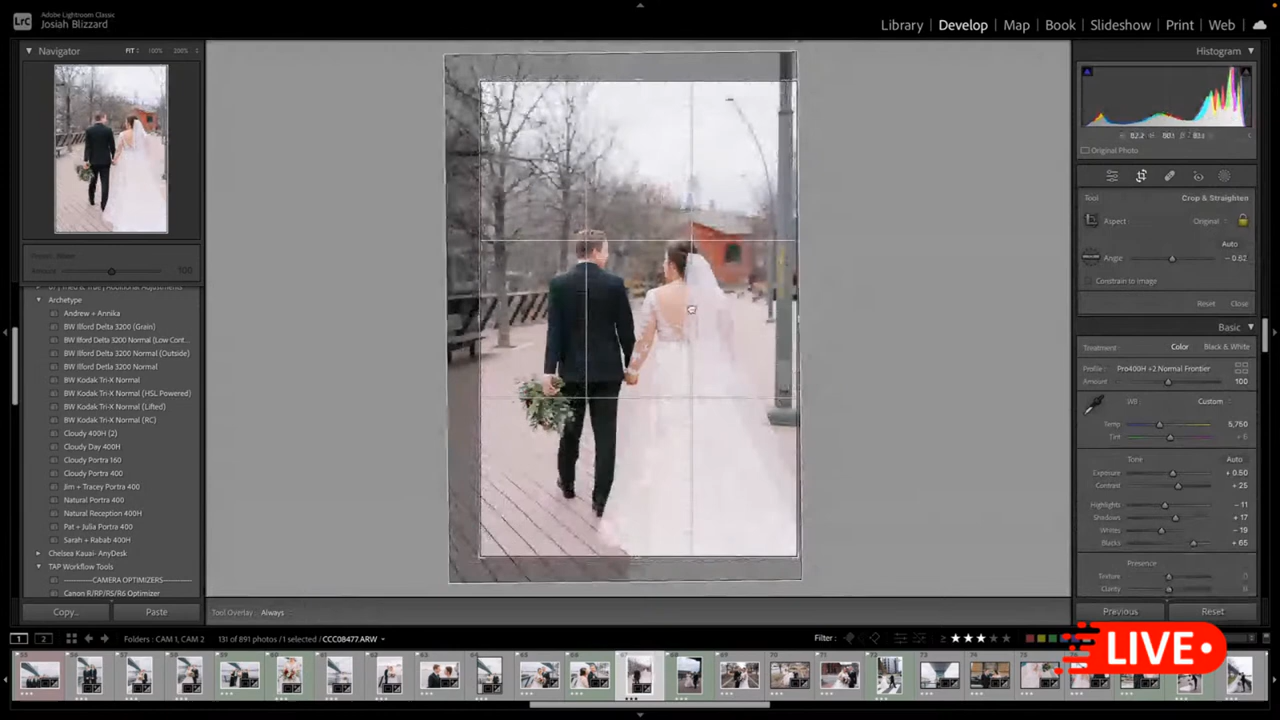 LrC
Adobe Lightroom Classic
Josiah Blizzard
Library | Develop | Map | Book | Slideshow | Print | Web
Navigator FIT 100% 200%
Amount 100
Archetype
Andrew + Annika
BW Ilford Delta 3200 (Grain)
BW Ilford Delta 3200 Normal (Low Cont...
BW Ilford Delta 3200 Normal (Outside)
BW Ilford Delta 3200 Normal
BW Kodak Tri-X Normal
BW Kodak Tri-X Normal (HSL Powered)
BW Kodak Tri-X Normal (Lifted)
BW Kodak Tri-X Normal (RC)
Cloudy 400H (2)
Cloudy Day 400H
Cloudy Portra 160
Cloudy Portra 400
Jim + Tracey Portra 400
Natural Portra 400
Natural Reception 400H
Pat + Julia Portra 400
Sarah + Rabab 400H
Chelsea Kauai- AnyDesk
TAP Workflow Tools
----------CAMERA OPTIMIZERS----------
Canon R/RP/R5/R6 Optimizer
Copy... Paste
Tool Overlay: Always
Histogram
Original Photo
Tool Crop & Straighten
Aspect Original
Auto
Angle - 0.52
Constrain to Image
Reset Close
Basic
Treatment Color Black & White
Profile: Pro400H +2 Normal Frontier
Amount 100
WB Custom
Temp 5,750
Tint + 6
Tone Auto
Exposure + 0.50
Contrast + 25
Highlights - 11
Shadows + 17
Whites - 19
Blacks + 65
Presence
Texture 0
Clarity 8
Previous Reset
1 2 Folders : CAM 1, CAM 2 131 of 891 photos / 1 selected / CCC08477.ARW
Filter :
LIVE